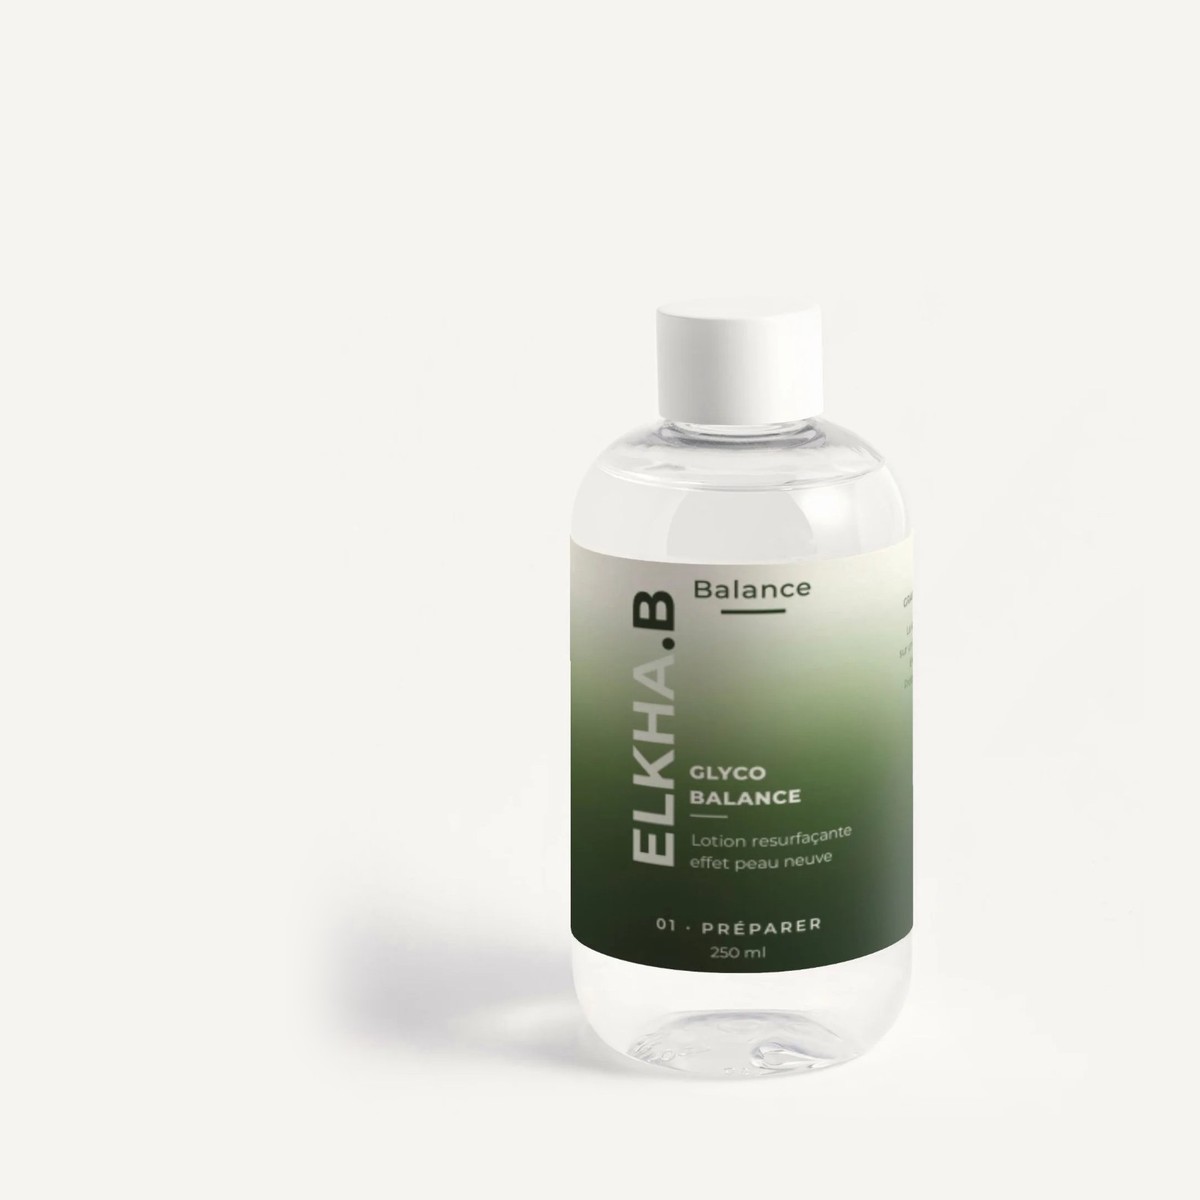 Balance
ELKHA.B
GLYCO
BALANCE
Lotion resurfaçante
effet peau neuve
01 · PRÉPARER
250 ml